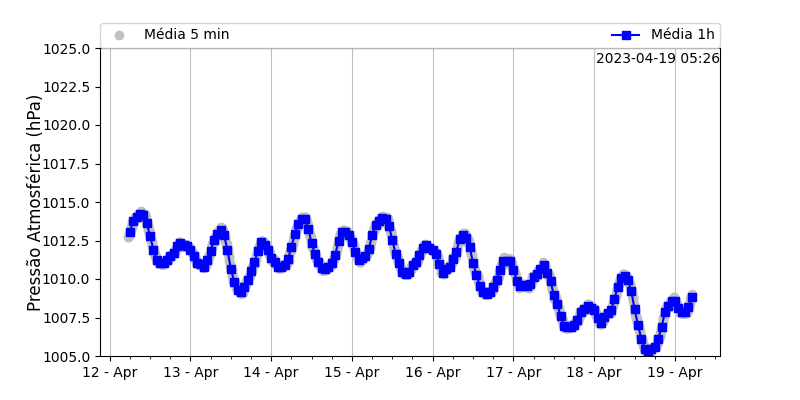 Média 5 min
Média 1h
2023-04-19 05:26
Pressão Atmosférica (hPa)
1025.0
1022.5
1020.0
1017.5
1015.0
1012.5
1010.0
1007.5
1005.0
12 - Apr 13 - Apr 14 - Apr 15 - Apr 16 - Apr 17 - Apr 18 - Apr 19 - Apr